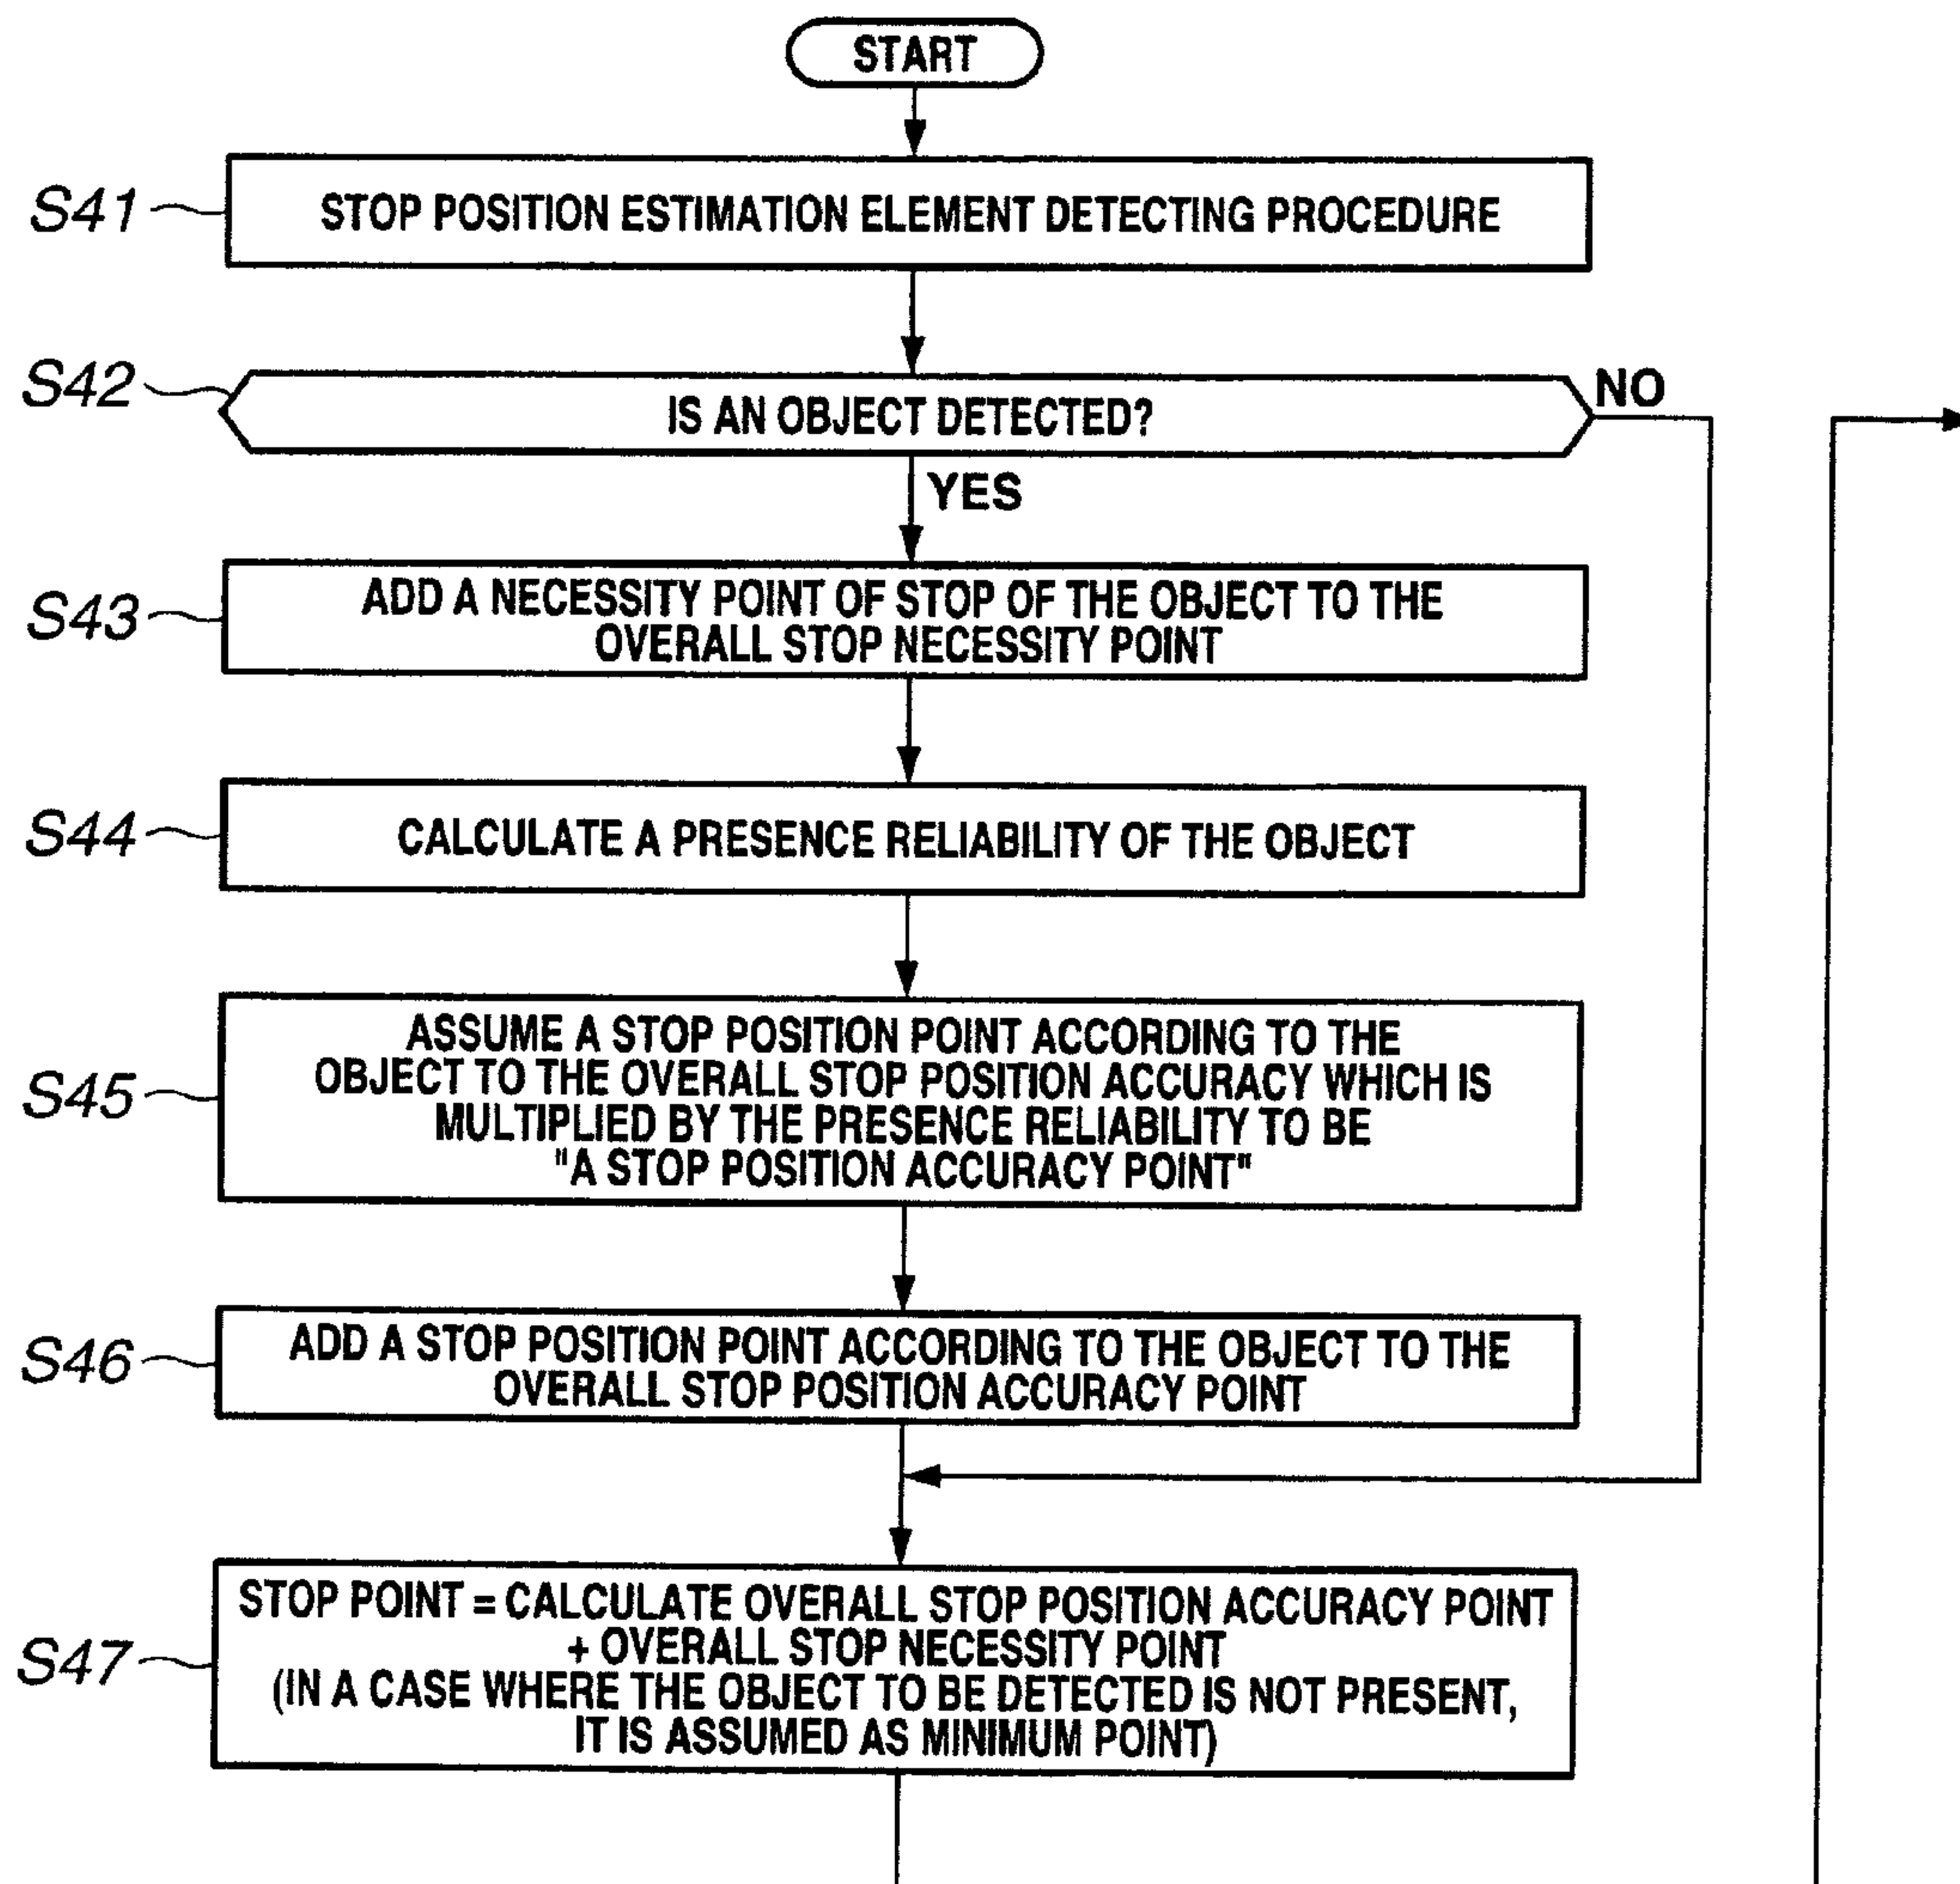 START
S41
STOP POSITION ESTIMATION ELEMENT DETECTING PROCEDURE
S42
IS AN OBJECT DETECTED?
NO
YES
S43
ADD A NECESSITY POINT OF STOP OF THE OBJECT TO THE
OVERALL STOP NECESSITY POINT
S44
CALCULATE A PRESENCE RELIABILITY OF THE OBJECT
S45
ASSUME A STOP POSITION POINT ACCORDING TO THE
OBJECT TO THE OVERALL STOP POSITION ACCURACY WHICH IS
MULTIPLIED BY THE PRESENCE RELIABILITY TO BE
"A STOP POSITION ACCURACY POINT"
S46
ADD A STOP POSITION POINT ACCORDING TO THE OBJECT TO THE
OVERALL STOP POSITION ACCURACY POINT
S47
STOP POINT = CALCULATE OVERALL STOP POSITION ACCURACY POINT
+ OVERALL STOP NECESSITY POINT
(IN A CASE WHERE THE OBJECT TO BE DETECTED IS NOT PRESENT,
IT IS ASSUMED AS MINIMUM POINT)